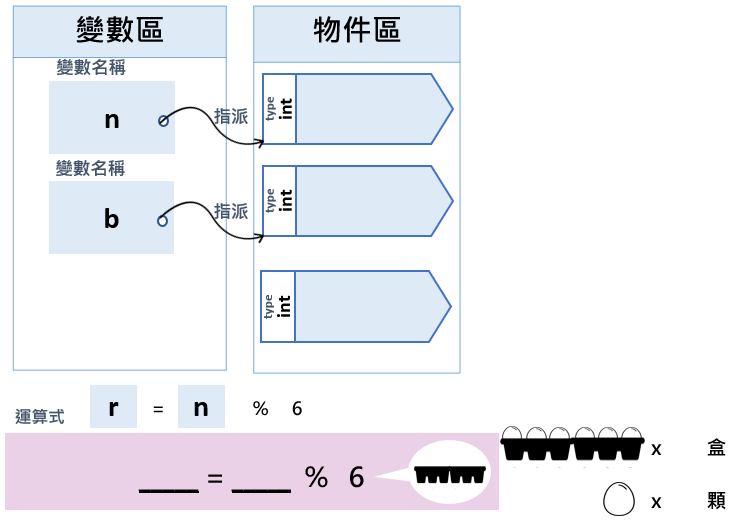 變數區
物件區
變數名稱
n
指派
type
int
變數名稱
b
指派
type
int
type
int
運算式
r = n % 6
____ = ____ % 6
x 盒
x 顆